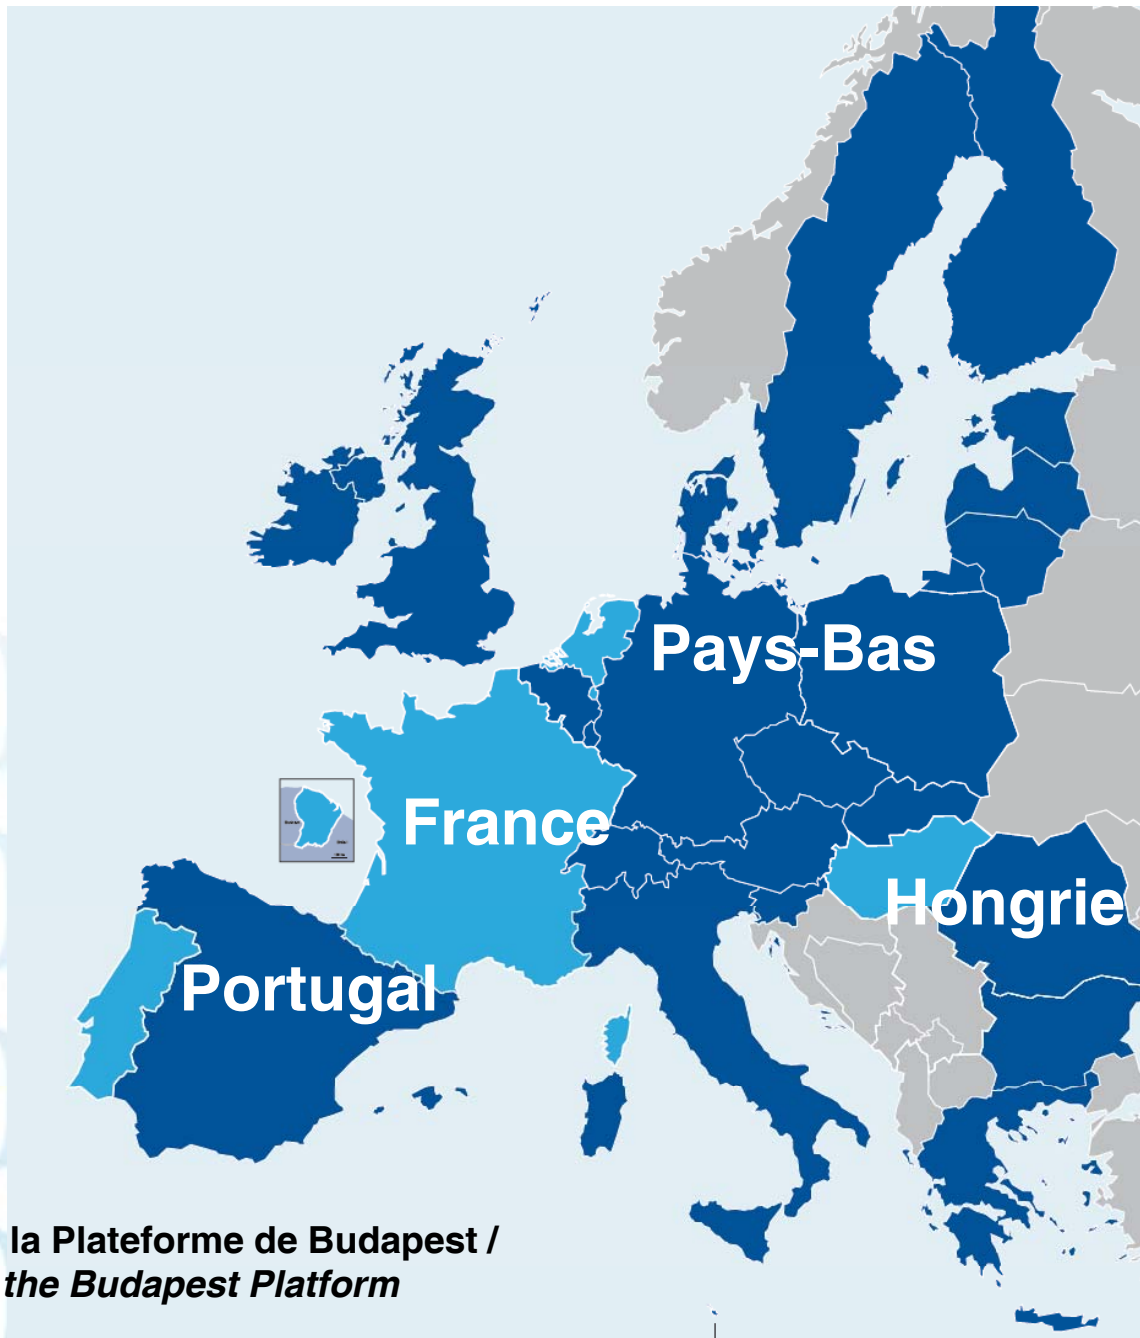 Pays-Bas
France
Hongrie
Portugal
la Plateforme de Budapest /
the Budapest Platform